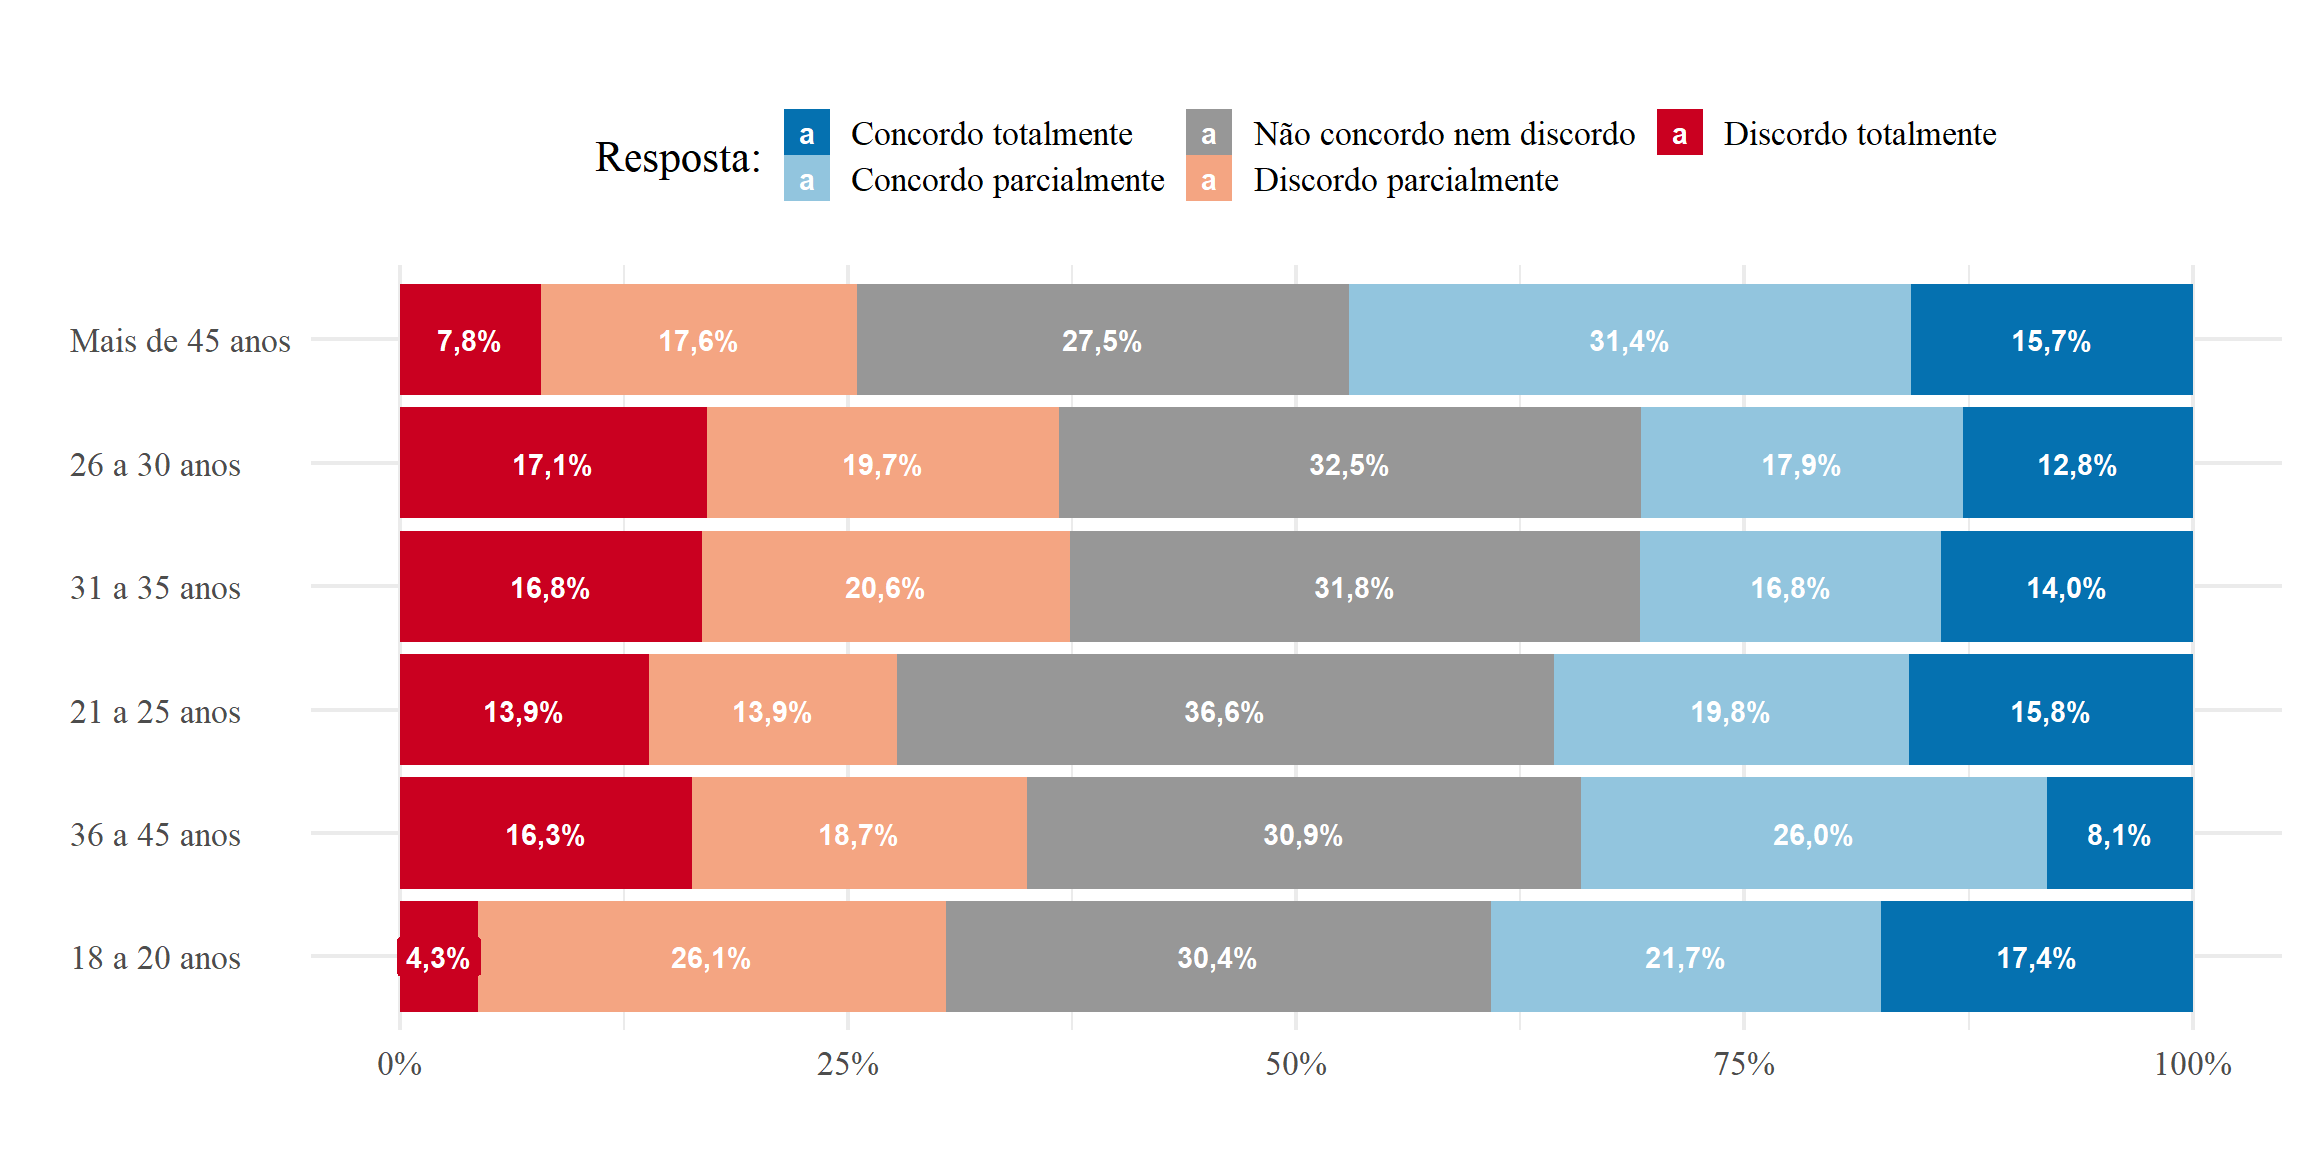 Resposta:
a Concordo totalmente a Não concordo nem discordo a Discordo totalmente
a Concordo parcialmente a Discordo parcialmente
Mais de 45 anos 7,8% 17,6% 27,5% 31,4% 15,7%
26 a 30 anos 17,1% 19,7% 32,5% 17,9% 12,8%
31 a 35 anos 16,8% 20,6% 31,8% 16,8% 14,0%
21 a 25 anos 13,9% 13,9% 36,6% 19,8% 15,8%
36 a 45 anos 16,3% 18,7% 30,9% 26,0% 8,1%
18 a 20 anos 4,3% 26,1% 30,4% 21,7% 17,4%
0% 25% 50% 75% 100%